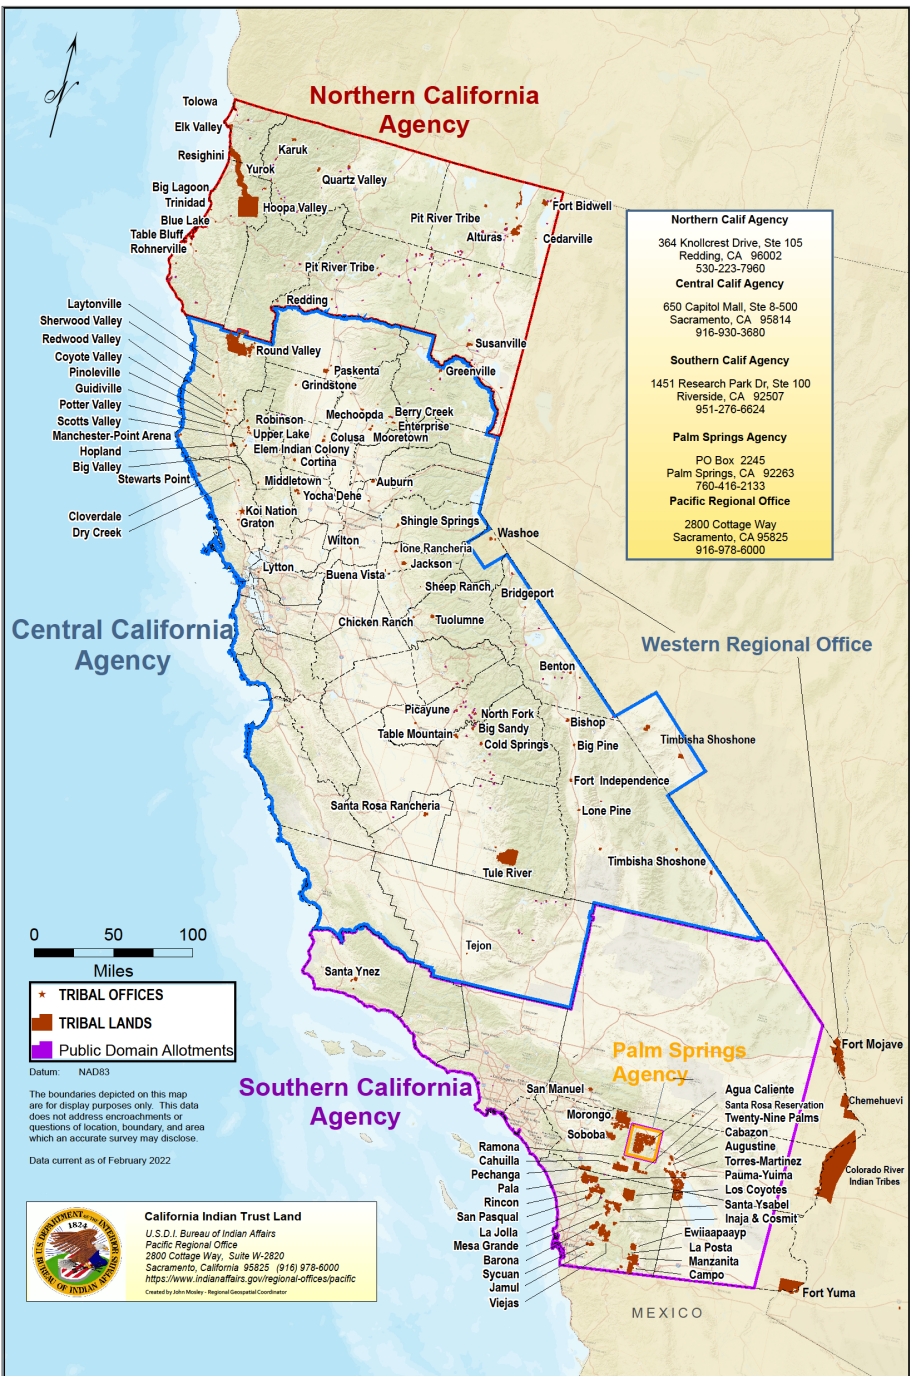 N
Northern California
Agency
Tolowa
Elk Valley
Resighini
Karuk
Yurok
Quartz Valley
Big Lagoon
Trinidad
Hoopa Valley
Blue Lake
Table Bluff
Rohnerville
Pit River Tribe
Fort Bidwell
Alturas
Cedarville
Pit River Tribe
Redding
Northern Calif Agency
364 Knollcrest Drive, Ste 105
Redding, CA 96002
530-223-7960
Central Calif Agency
650 Capitol Mall, Ste 8-500
Sacramento, CA 95814
916-930-3680
Southern Calif Agency
1451 Research Park Dr, Ste 100
Riverside, CA 92507
951-276-6624
Palm Springs Agency
PO Box 2245
Palm Springs, CA 92263
760-416-2133
Pacific Regional Office
2800 Cottage Way
Sacramento, CA 95825
916-978-6000
Laytonville
Sherwood Valley
Redwood Valley
Coyote Valley
Pinoleville
Guidiville
Potter Valley
Scotts Valley
Manchester-Point Arena
Hopland
Big Valley
Stewarts Point
Cloverdale
Dry Creek
Round Valley
Susanville
Greenville
Paskenta
Grindstone
Robinson
Mechoopda
Berry Creek
Enterprise
Upper Lake
Colusa
Mooretown
Elem Indian Colony
Cortina
Middletown
Auburn
Yocha Dehe
Koi Nation
Graton
Shingle Springs
Washoe
Wilton
Ione Rancheria
Jackson
Lytton
Buena Vista
Sheep Ranch
Bridgeport
Chicken Ranch
Tuolumne
Central California
Agency
Western Regional Office
Benton
Picayune
North Fork
Big Sandy
Table Mountain
Cold Springs
Bishop
Big Pine
Timbisha Shoshone
Fort Independence
Santa Rosa Rancheria
Lone Pine
Tule River
Timbisha Shoshone
Tejon
Santa Ynez
0 50 100
Miles
TRIBAL OFFICES
TRIBAL LANDS
Public Domain Allotments
Datum: NAD83
The boundaries depicted on this map
are for display purposes only. This data
does not address encroachments or
questions of location, boundary, and area
which an accurate survey may disclose.
Data current as of February 2022
Southern California
Agency
Palm Springs
Agency
San Manuel
Morongo
Soboba
Ramona
Cahuilla
Pechanga
Pala
Rincon
San Pasqual
La Jolla
Mesa Grande
Barona
Sycuan
Jamul
Viejas
Agua Caliente
Santa Rosa Reservation
Twenty-Nine Palms
Cabazon
Augustine
Torres-Martinez
Pauma-Yuima
Los Coyotes
Santa Ysabel
Inaja & Cosmit
Ewiiaapaayp
La Posta
Manzanita
Campo
Fort Mojave
Chemehuevi
Colorado River
Indian Tribes
Fort Yuma
MEXICO
U.S. DEPARTMENT OF THE INTERIOR
1824
BUREAU OF INDIAN AFFAIRS
California Indian Trust Land
U.S.D.I. Bureau of Indian Affairs
Pacific Regional Office
2800 Cottage Way, Suite W-2820
Sacramento, California 95825 (916) 978-6000
https://www.indianaffairs.gov/regional-offices/pacific
Created by John Mosley - Regional Geospatial Coordinator